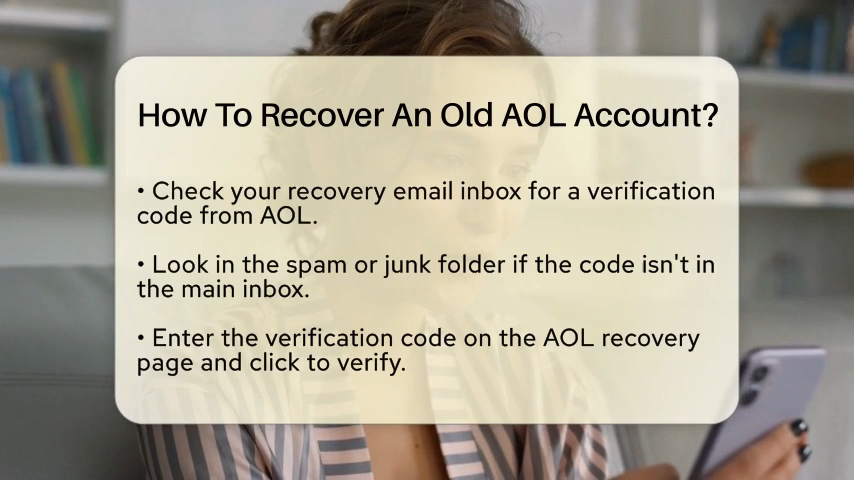 How To Recover An Old AOL Account?
• Check your recovery email inbox for a verification
code from AOL.
• Look in the spam or junk folder if the code isn't in
the main inbox.
• Enter the verification code on the AOL recovery
page and click to verify.